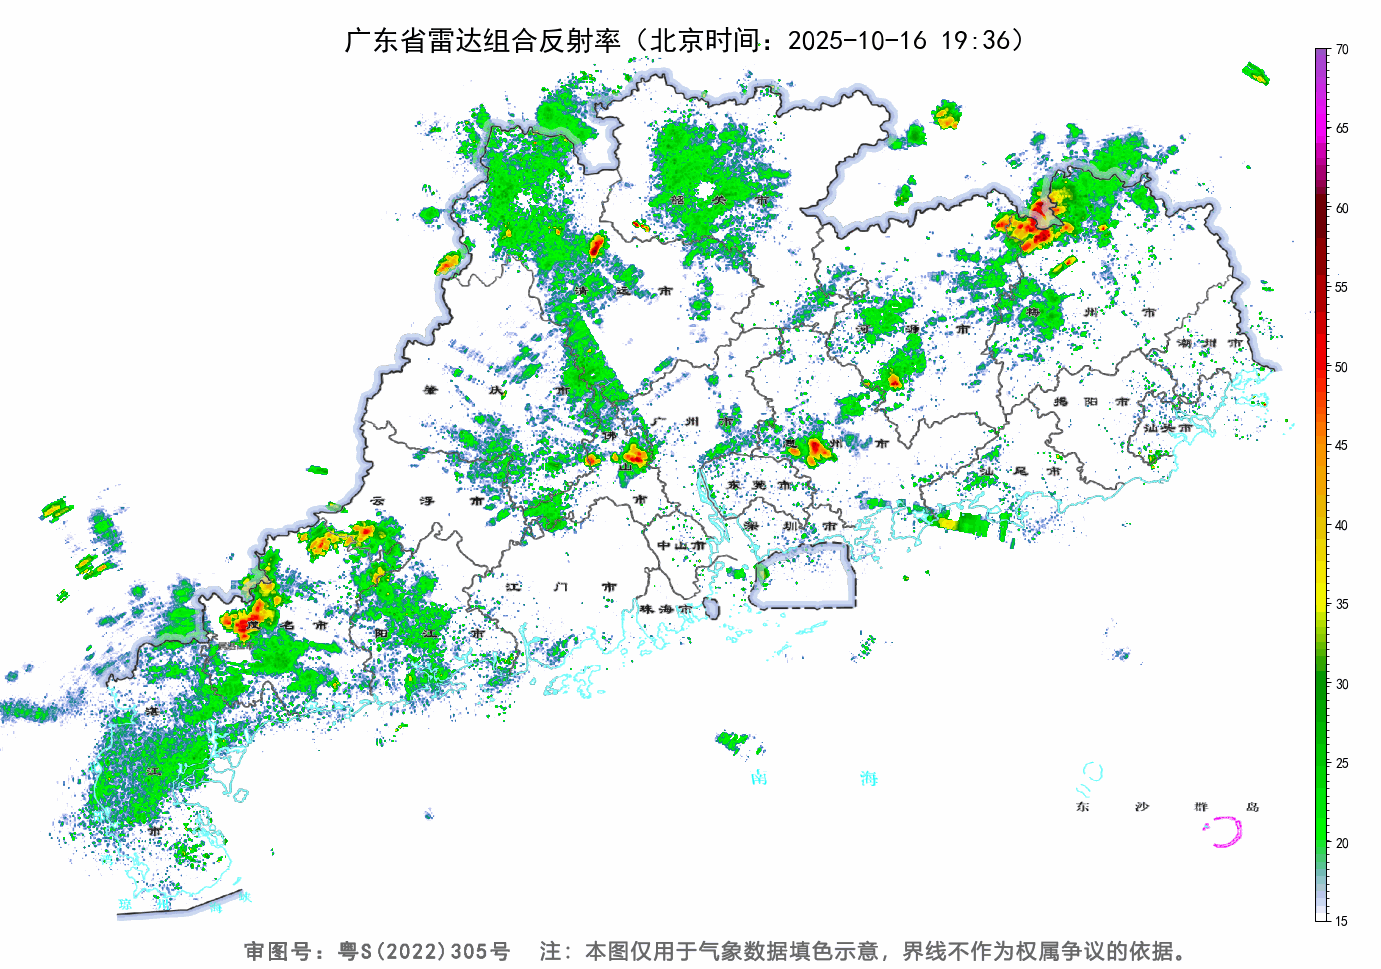 广东省雷达组合反射率（北京时间：2025-10-16 19:36）
70
65
60
55
50
45
40
35
30
25
20
15
韶关市
清远市
河源市
梅州市
潮州市
肇庆市
广州市
揭阳市
汕头市
佛山市
惠州市
汕尾市
云浮市
东莞市
深圳市
中山市
江门市
珠海市
茂名市
阳江市
湛江市
南海
东沙群岛
琼州海峡
审图号：粤S(2022)305号 注：本图仅用于气象数据填色示意，界线不作为权属争议的依据。